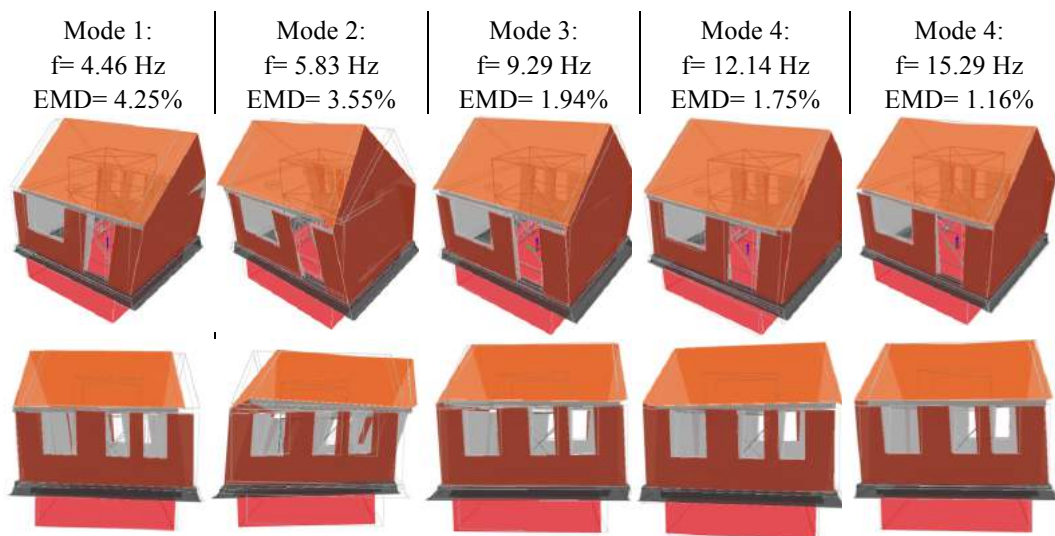 Mode 1:
f= 4.46 Hz
EMD= 4.25%
Mode 2:
f= 5.83 Hz
EMD= 3.55%
Mode 3:
f= 9.29 Hz
EMD= 1.94%
Mode 4:
f= 12.14 Hz
EMD= 1.75%
Mode 4:
f= 15.29 Hz
EMD= 1.16%